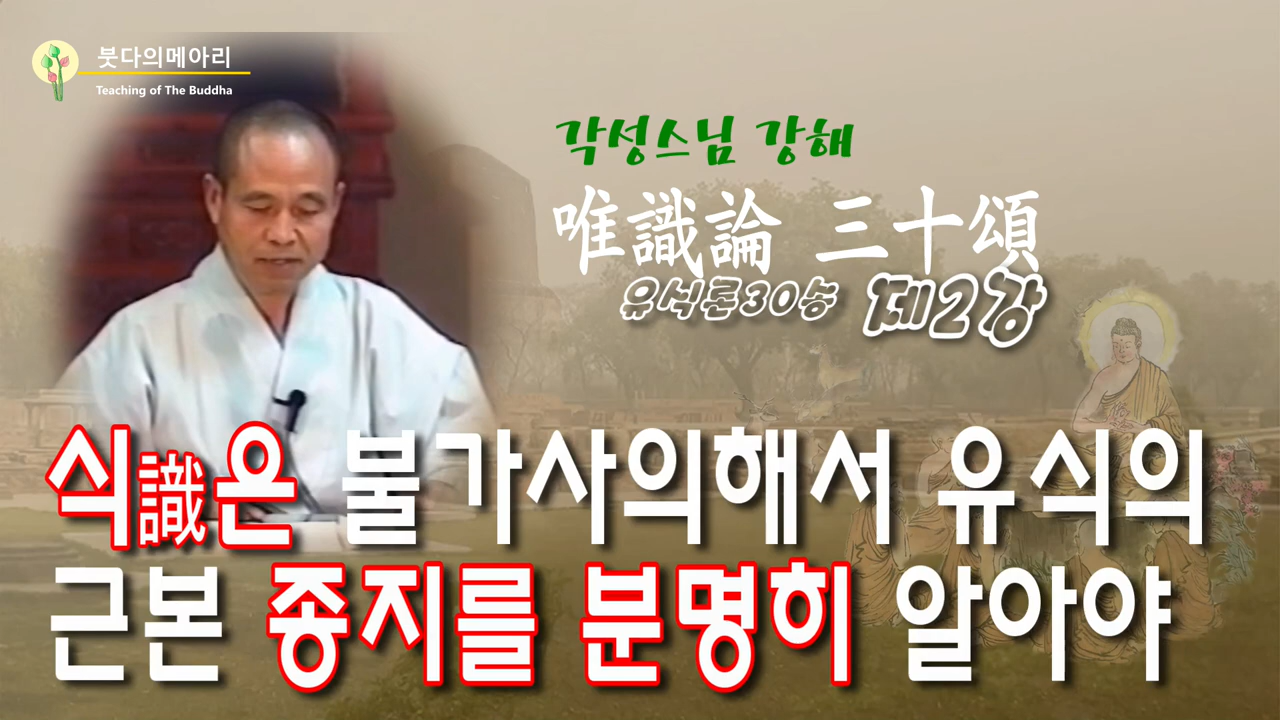 붓다의메아리
Teaching of The Buddha
각성스님 강해
唯識論 三十頌
유식론30송 제2강
식識은 불가사의해서 유식의
근본 종지를 분명히 알아야